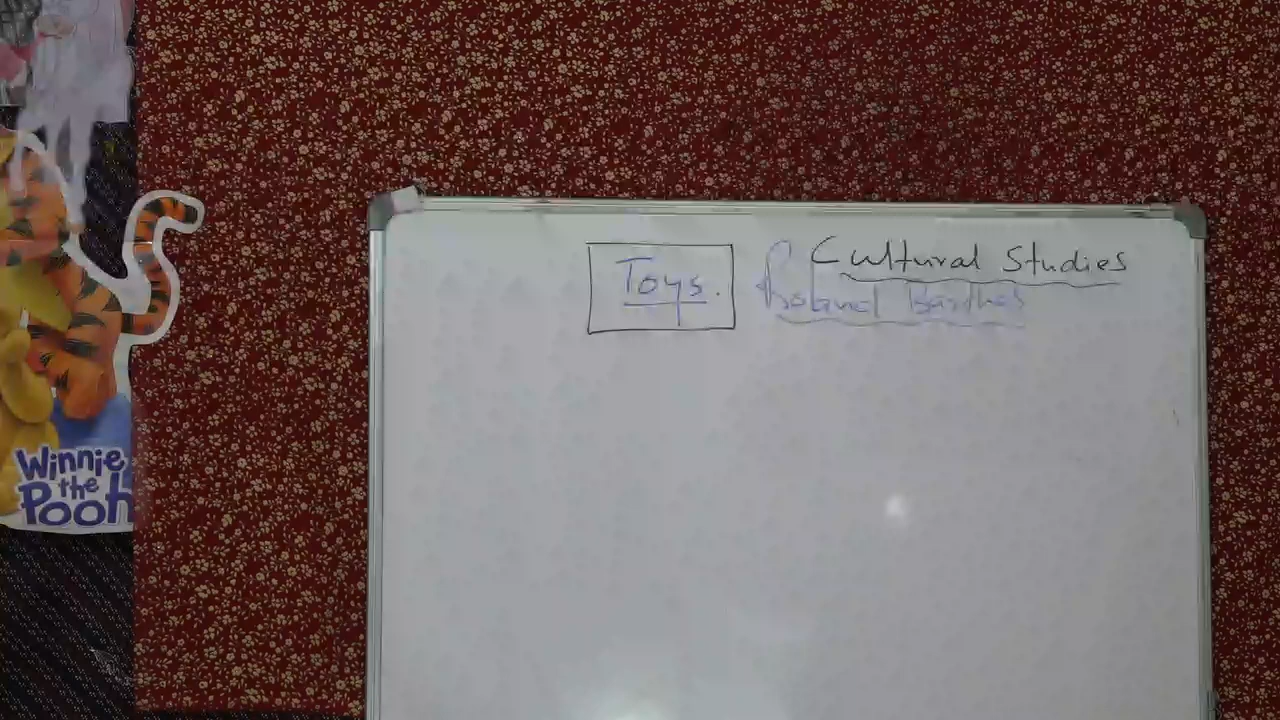 Toys.
Cultural Studies
Roland Barthes
Winnie
the
Pooh